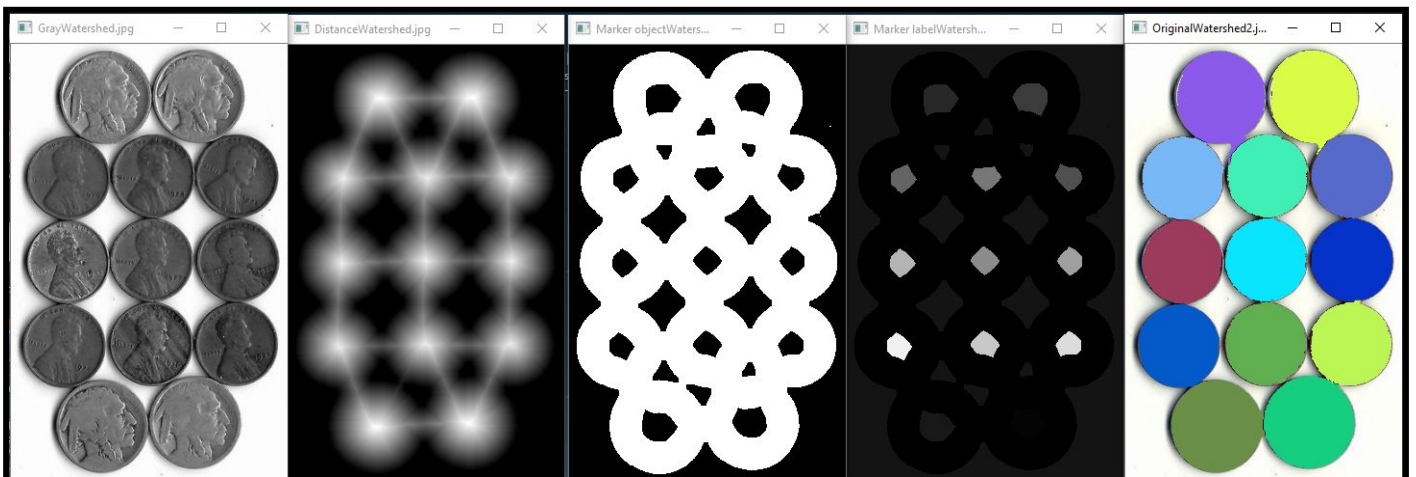 GrayWatershed.jpg
DistanceWatershed.jpg
Marker objectWaters...
Marker labelWatersh...
OriginalWatershed2.j...